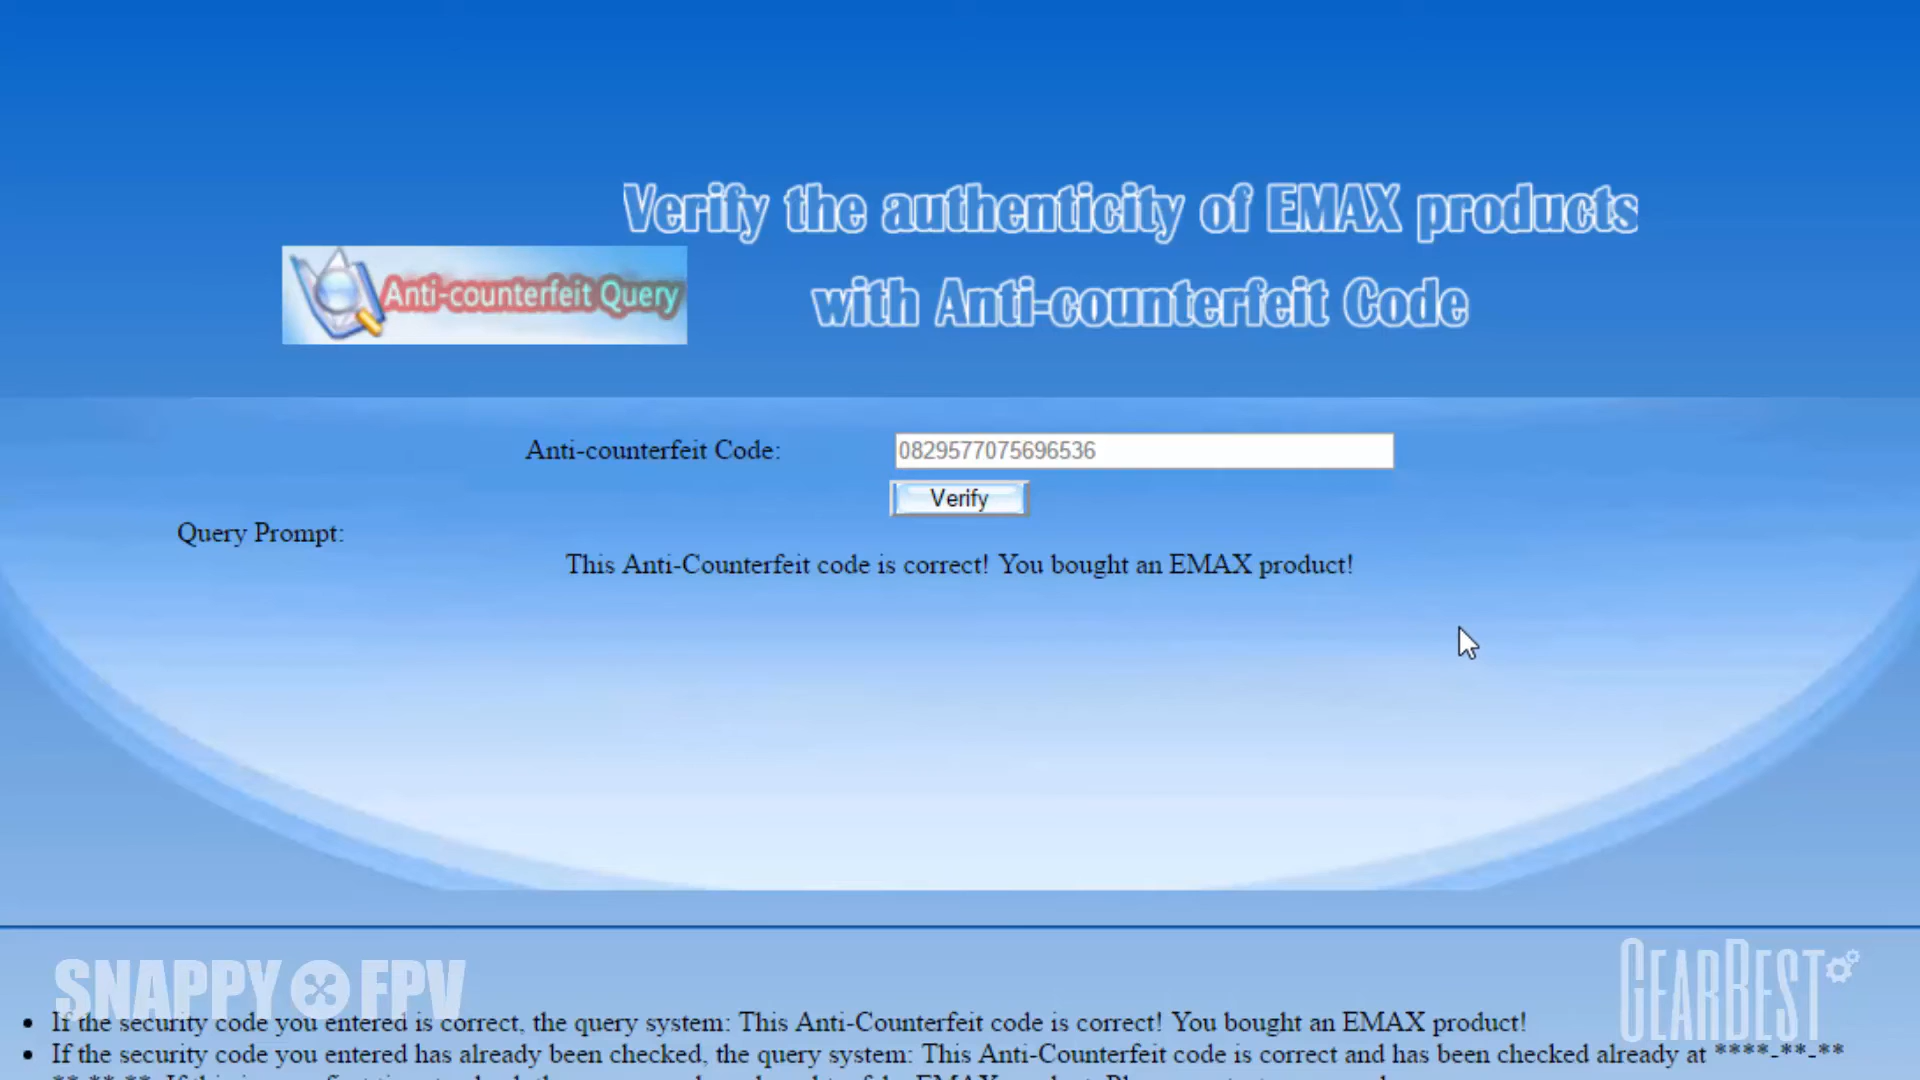 Verify the authenticity of EMAX products
with Anti-counterfeit Code
Anti-counterfeit Query
Anti-counterfeit Code:
0829577075696536
Verify
Query Prompt:
This Anti-Counterfeit code is correct! You bought an EMAX product!
SNAPPY FPV
GEARBEST
If the security code you entered is correct, the query system: This Anti-Counterfeit code is correct! You bought an EMAX product!
If the security code you entered has already been checked, the query system: This Anti-Counterfeit code is correct and has been checked already at ****-**-**